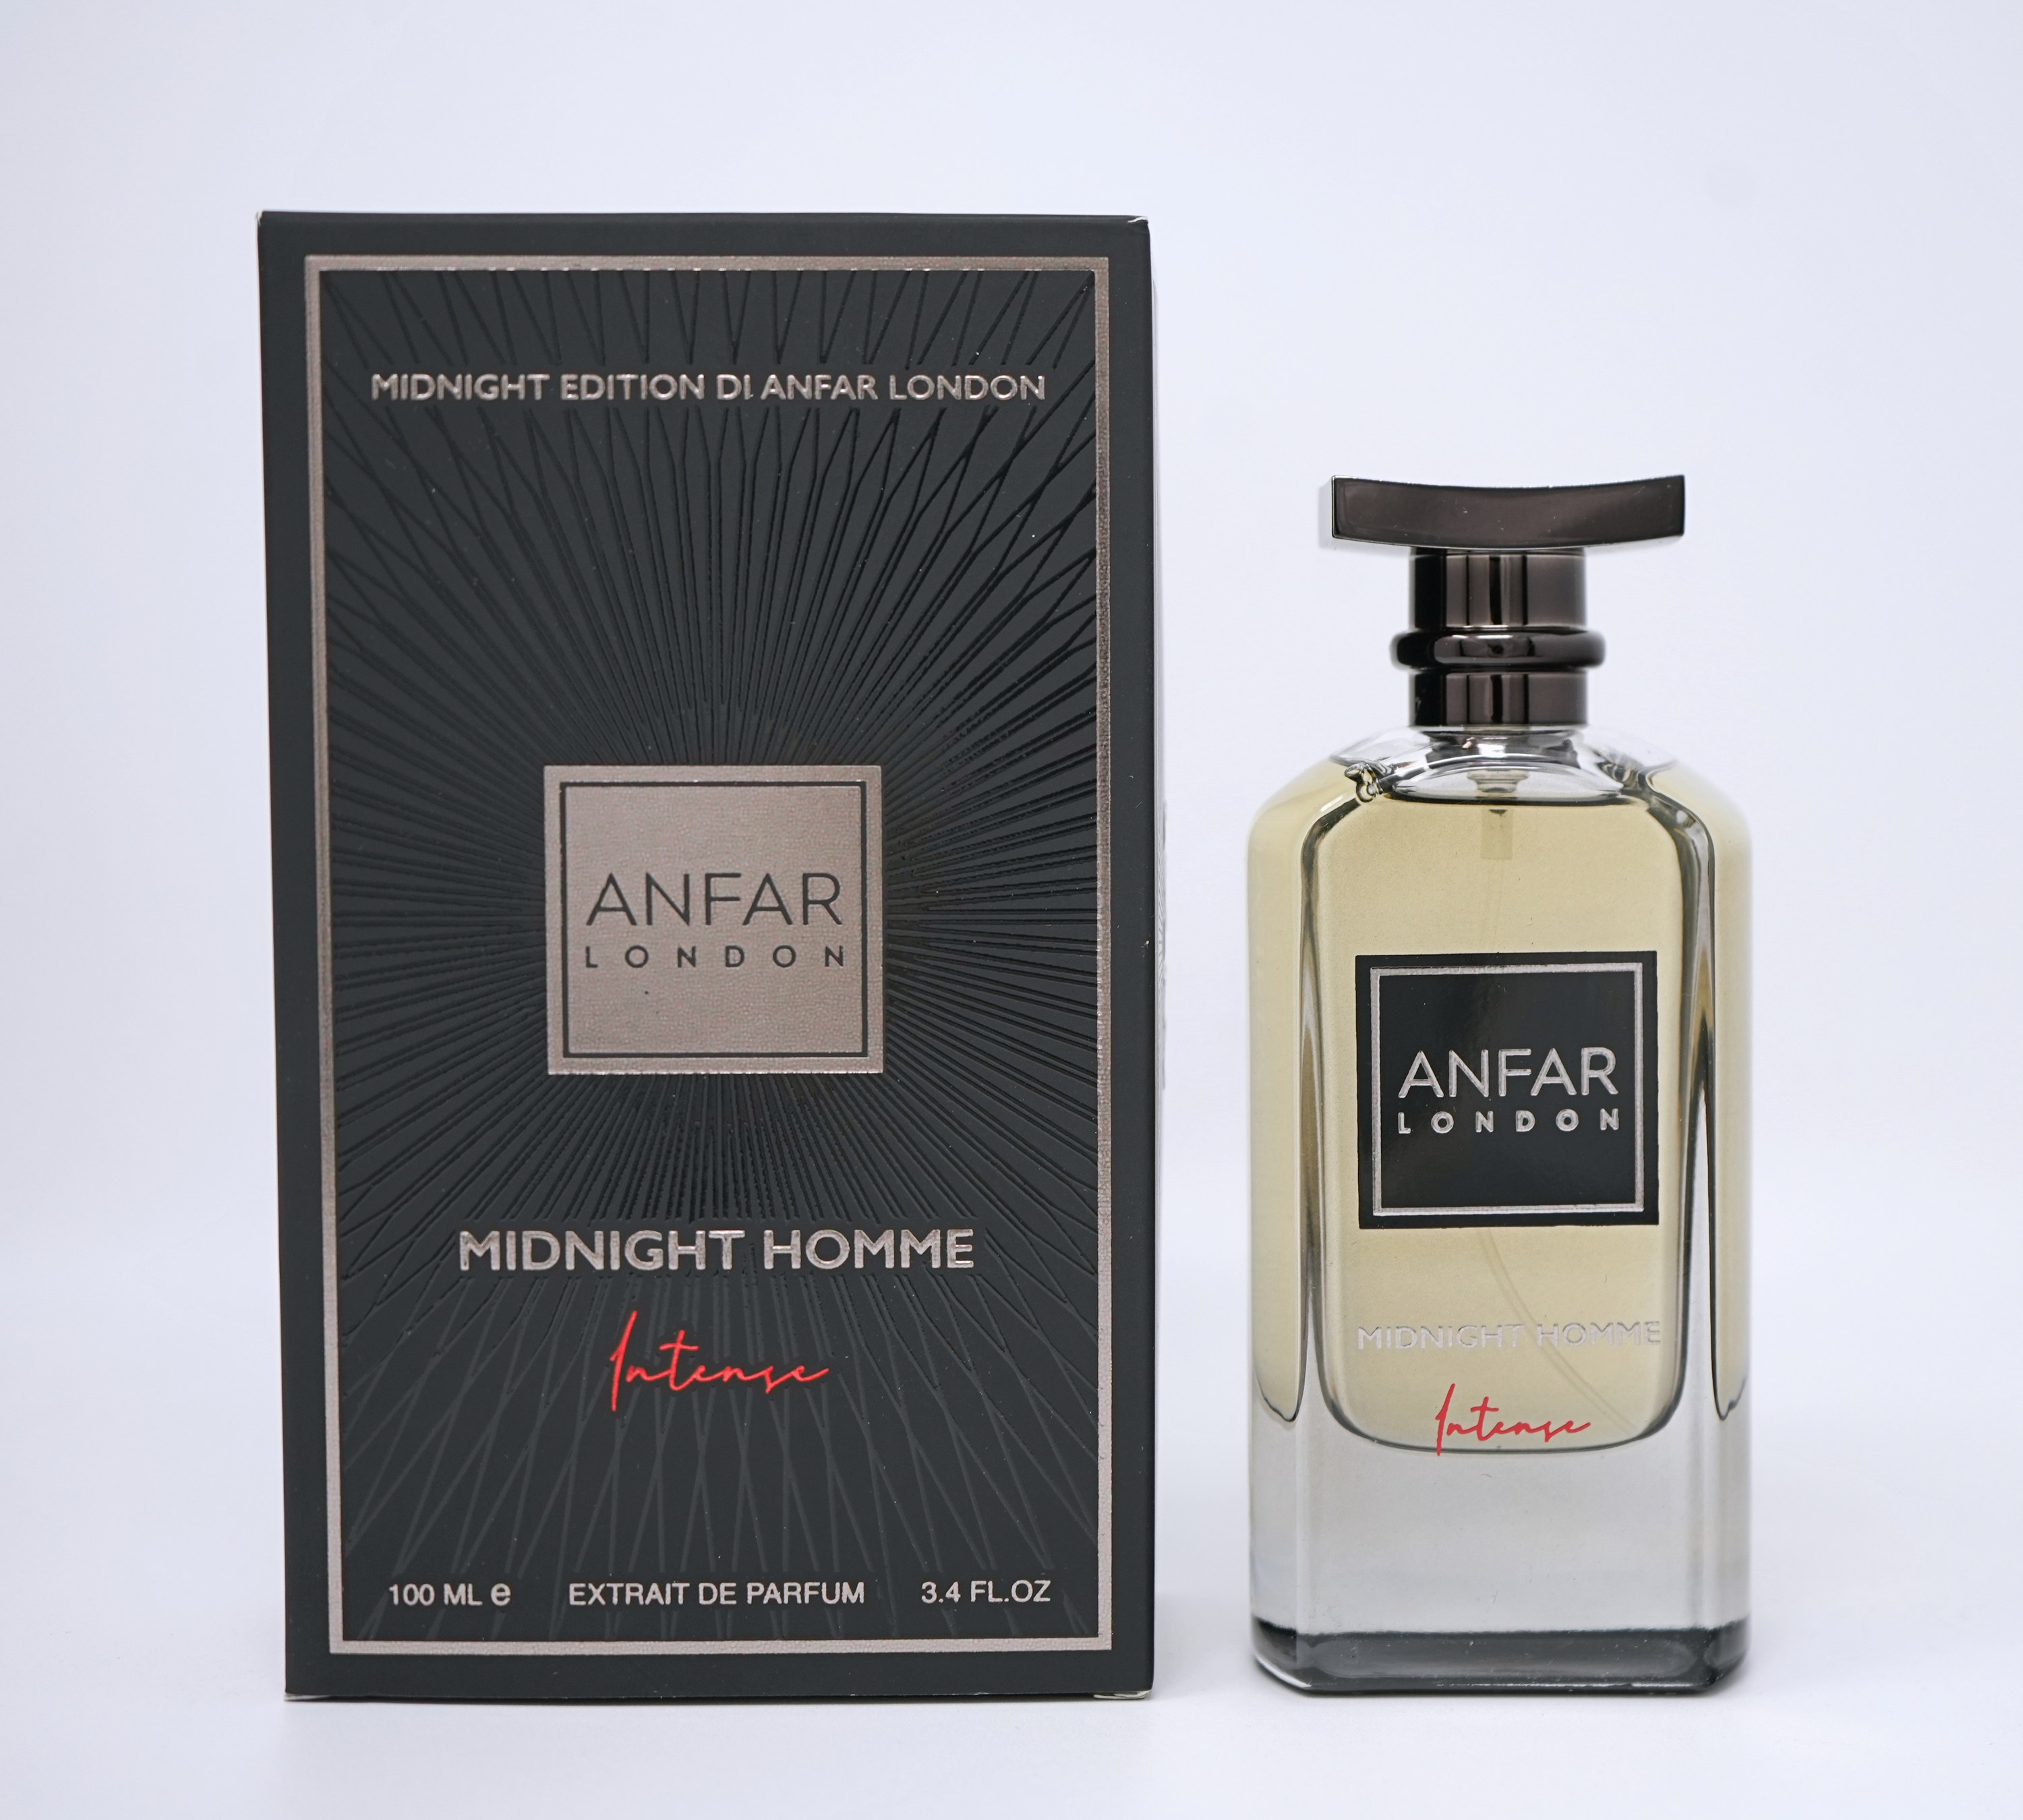 MIDNIGHT EDITION DI ANFAR LONDON
ANFAR
LONDON
MIDNIGHT HOMME
Intense
100 ML e EXTRAIT DE PARFUM 3.4 FL.OZ
ANFAR
LONDON
MIDNIGHT HOMME
Intense